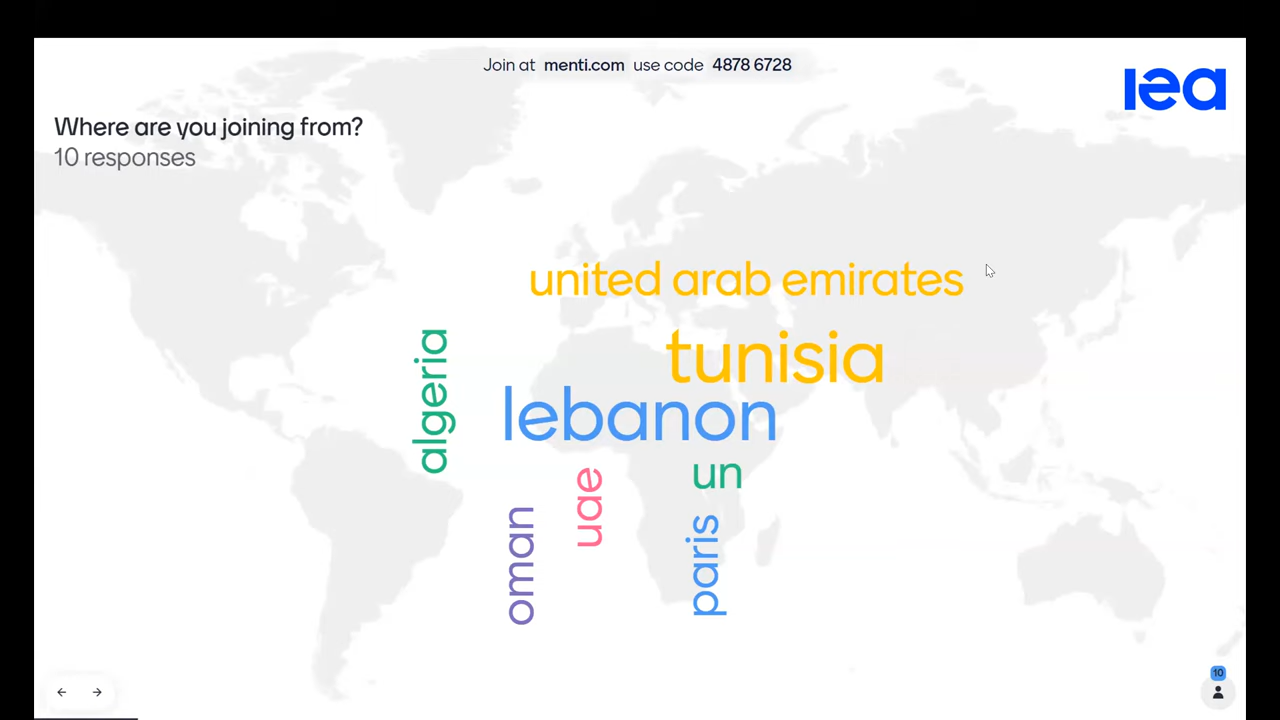 Join at menti.com use code 4878 6728
iea
Where are you joining from?
10 responses
united arab emirates
tunisia
algeria
lebanon
un
uae
oman
paris
10